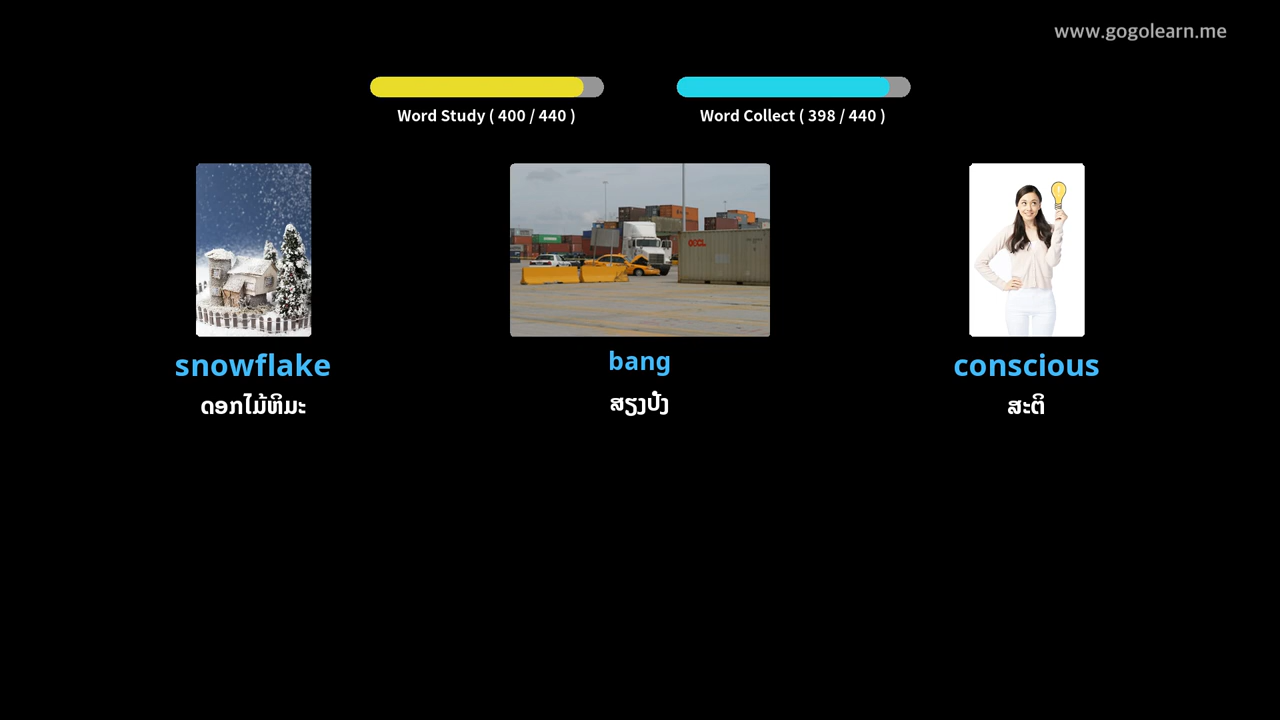 www.gogolearn.me
Word Study ( 400 / 440 )
Word Collect ( 398 / 440 )
OOCL
snowflake
bang
conscious
ດອກໄມ້ຫິມະ
ສຽງປັງ
ສະຕິ